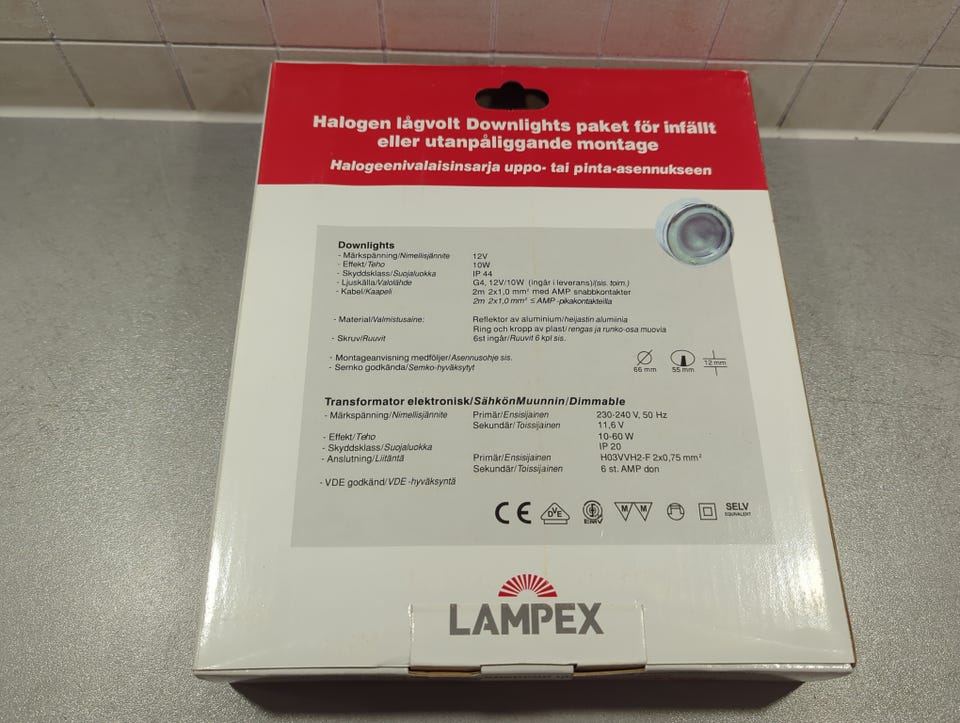 Halogen lågvolt Downlights paket för infällt
eller utanpåliggande montage
Halogeenivalaisinsarja uppo- tai pinta-asennukseen
Downlights
- Märkspänning/Nimellisjännite 12V
- Effekt/Teho 10W
- Skyddsklass/Suojaluokka IP 44
- Ljuskälla/Valolähde G4, 12V/10W (ingår i leverans)/(sis. toim.)
- Kabel/Kaapeli 2m 2x1,0 mm² med AMP snabbkontakter
2m 2x1,0 mm² ≤ AMP -pikakontakteilla
- Material/Valmistusaine: Reflektor av aluminium/heijastin alumiinia
Ring och kropp av plast/rengas ja runko-osa muovia
- Skruv/Ruuvit 6st ingår/Ruuvit 6 kpl sis.
- Montageanvisning medföljer/Asennusohje sis.
- Semko godkända/Semko-hyväksytyt
66 mm 55 mm 12 mm
Transformator elektronisk/SähkönMuunnin/Dimmable
- Märkspänning/Nimellisjännite Primär/Ensisijainen 230-240 V, 50 Hz
Sekundär/Toissijainen 11,6 V
- Effekt/Teho 10-60 W
- Skyddsklass/Suojaluokka IP 20
- Anslutning/Liitäntä Primär/Ensisijainen H03VVH2-F 2x0,75 mm²
Sekundär/Toissijainen 6 st. AMP don
- VDE godkänd/VDE -hyväksyntä
CE VDE EMV M M SELV
EQUIVALENT
LAMPEX